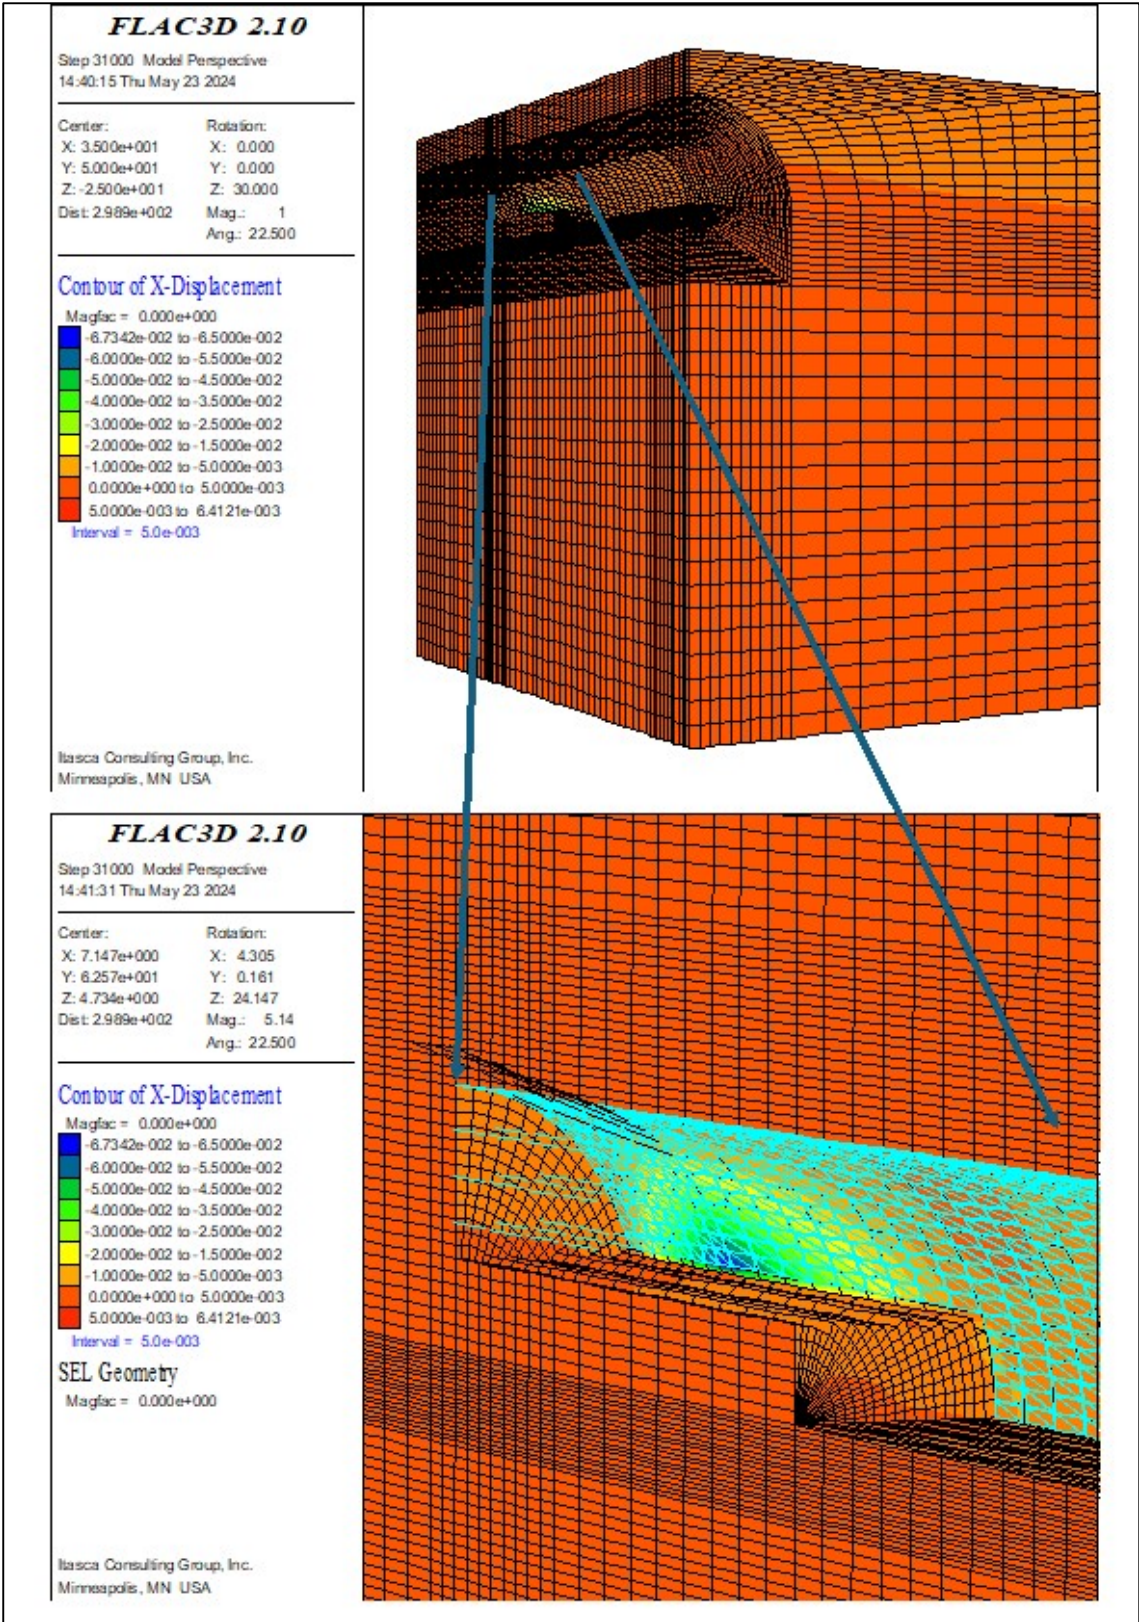 FLAC3D 2.10
Step 31000 Model Perspective
14:40:15 Thu May 23 2024
Center: Rotation:
X: 3.500e+001 X: 0.000
Y: 5.000e+001 Y: 0.000
Z: -2.500e+001 Z: 30.000
Dist: 2.989e+002 Mag.: 1
Ang.: 22.500
Contour of X-Displacement
Magfac = 0.000e+000
-6.7342e-002 to -6.5000e-002
-6.0000e-002 to -5.5000e-002
-5.0000e-002 to -4.5000e-002
-4.0000e-002 to -3.5000e-002
-3.0000e-002 to -2.5000e-002
-2.0000e-002 to -1.5000e-002
-1.0000e-002 to -5.0000e-003
0.0000e+000 to 5.0000e-003
5.0000e-003 to 6.4121e-003
Interval = 5.0e-003
Itasca Consulting Group, Inc.
Minneapolis, MN USA
FLAC3D 2.10
Step 31000 Model Perspective
14:41:31 Thu May 23 2024
Center: Rotation:
X: 7.147e+000 X: 4.305
Y: 6.257e+001 Y: 0.161
Z: 4.734e+000 Z: 24.147
Dist: 2.989e+002 Mag.: 5.14
Ang.: 22.500
Contour of X-Displacement
Magfac = 0.000e+000
-6.7342e-002 to -6.5000e-002
-6.0000e-002 to -5.5000e-002
-5.0000e-002 to -4.5000e-002
-4.0000e-002 to -3.5000e-002
-3.0000e-002 to -2.5000e-002
-2.0000e-002 to -1.5000e-002
-1.0000e-002 to -5.0000e-003
0.0000e+000 to 5.0000e-003
5.0000e-003 to 6.4121e-003
Interval = 5.0e-003
SEL Geometry
Magfac = 0.000e+000
Itasca Consulting Group, Inc.
Minneapolis, MN USA